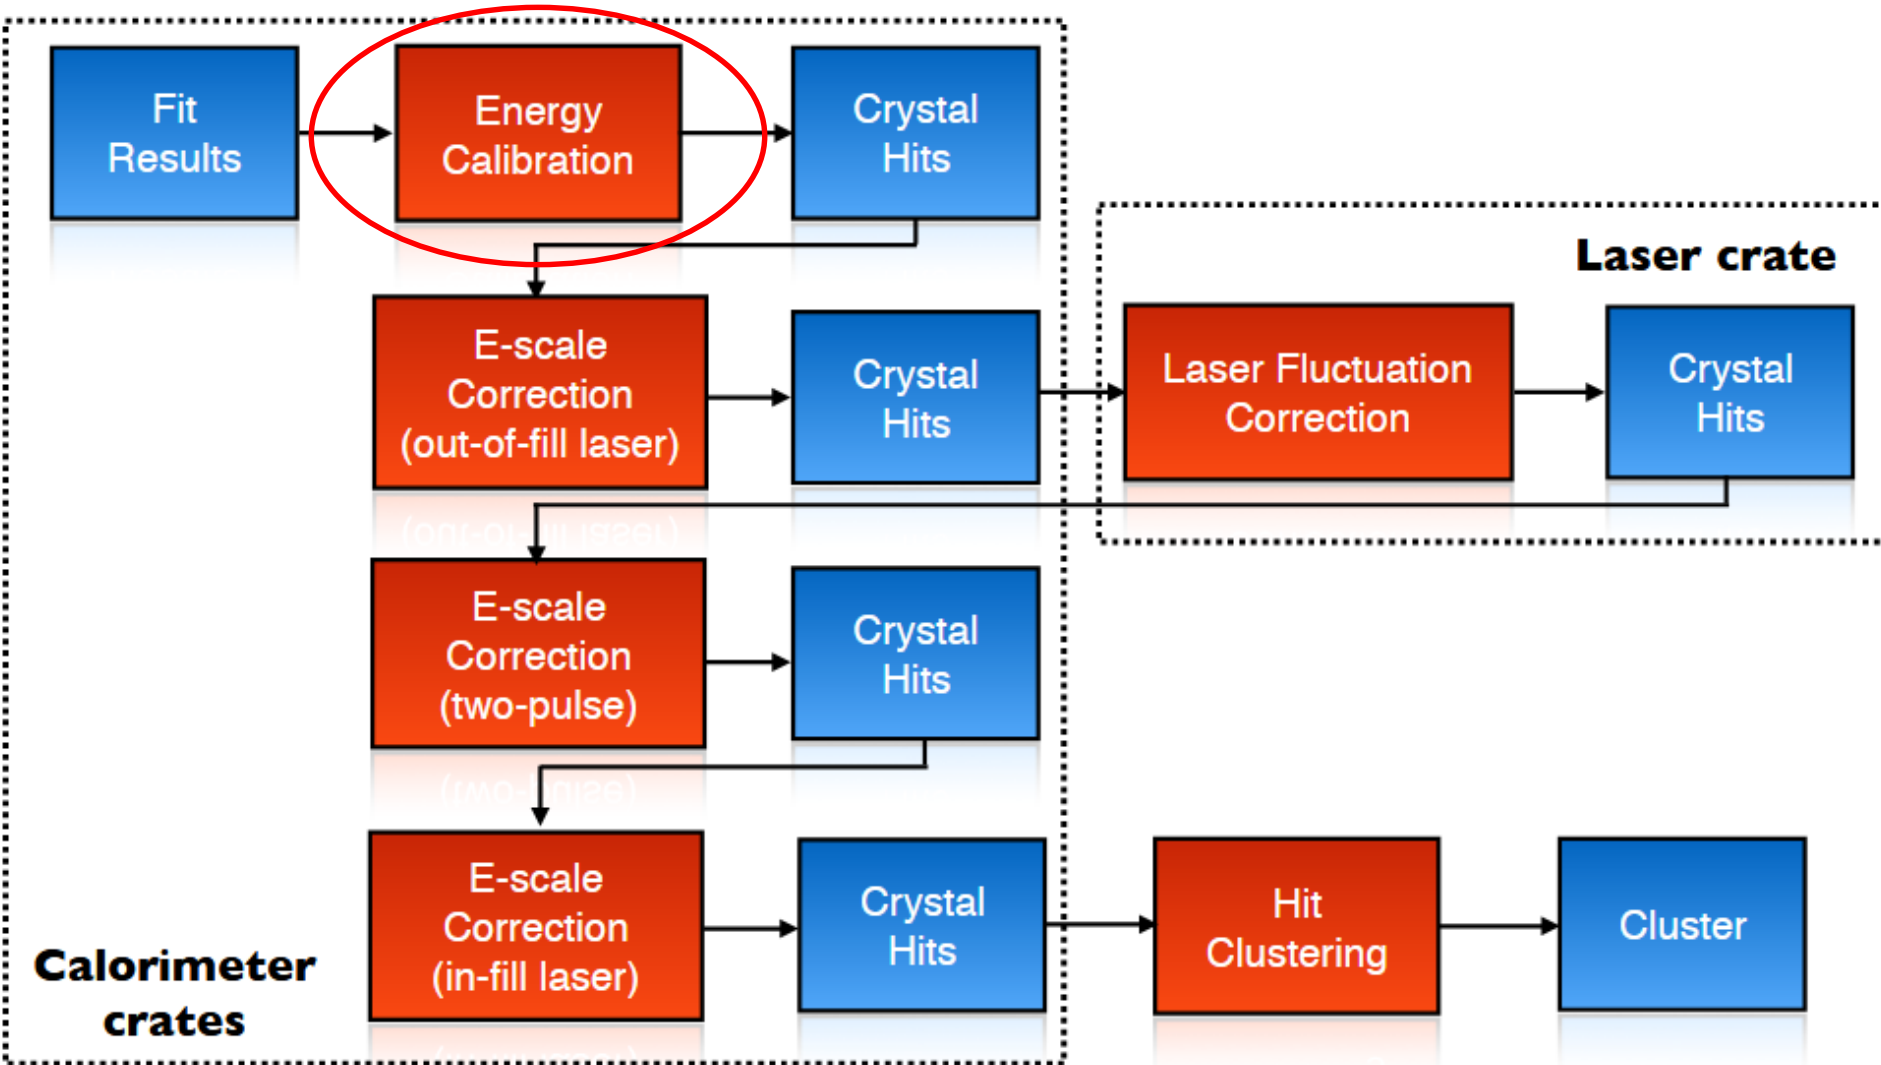 Fit
Results
Energy
Calibration
Crystal
Hits
Laser crate
E-scale
Correction
(out-of-fill laser)
Crystal
Hits
Laser Fluctuation
Correction
Crystal
Hits
E-scale
Correction
(two-pulse)
Crystal
Hits
E-scale
Correction
(in-fill laser)
Crystal
Hits
Hit
Clustering
Cluster
Calorimeter
crates